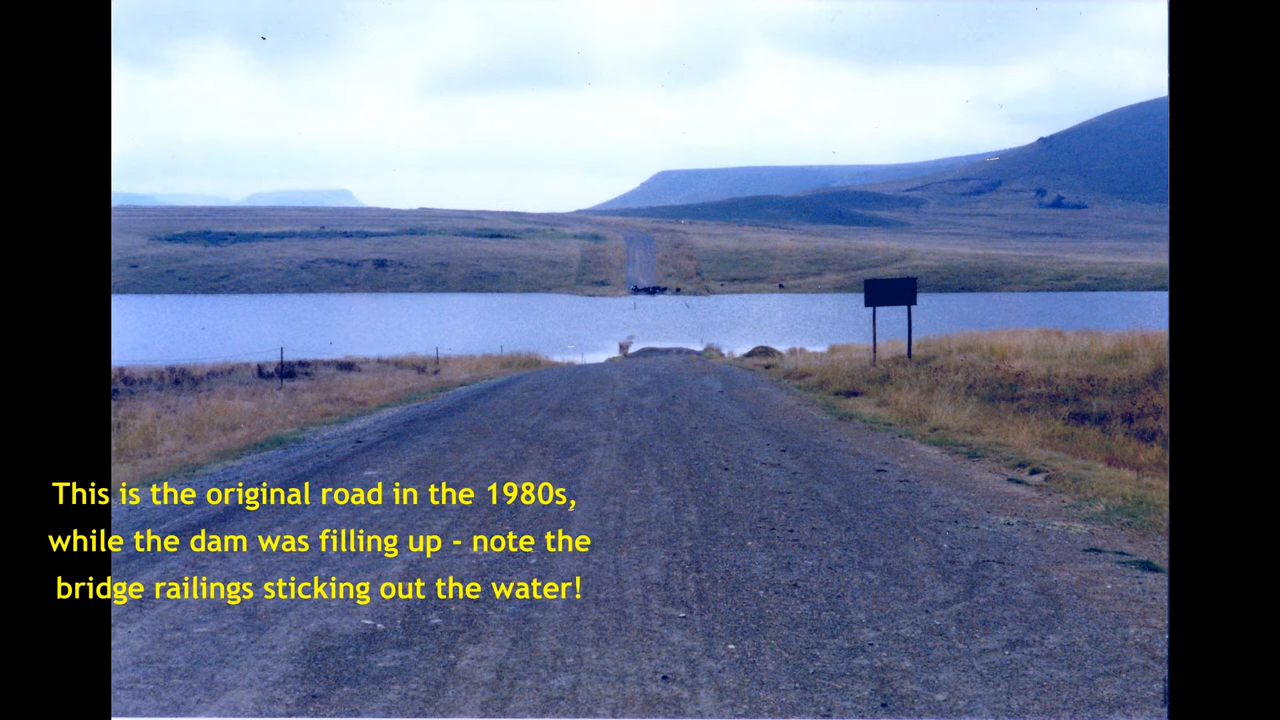 This is the original road in the 1980s,
while the dam was filling up - note the
bridge railings sticking out the water!